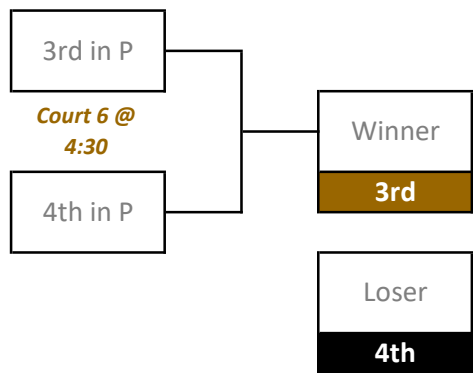 3rd in P
Court 6 @
4:30
4th in P
Winner
3rd
Loser
4th